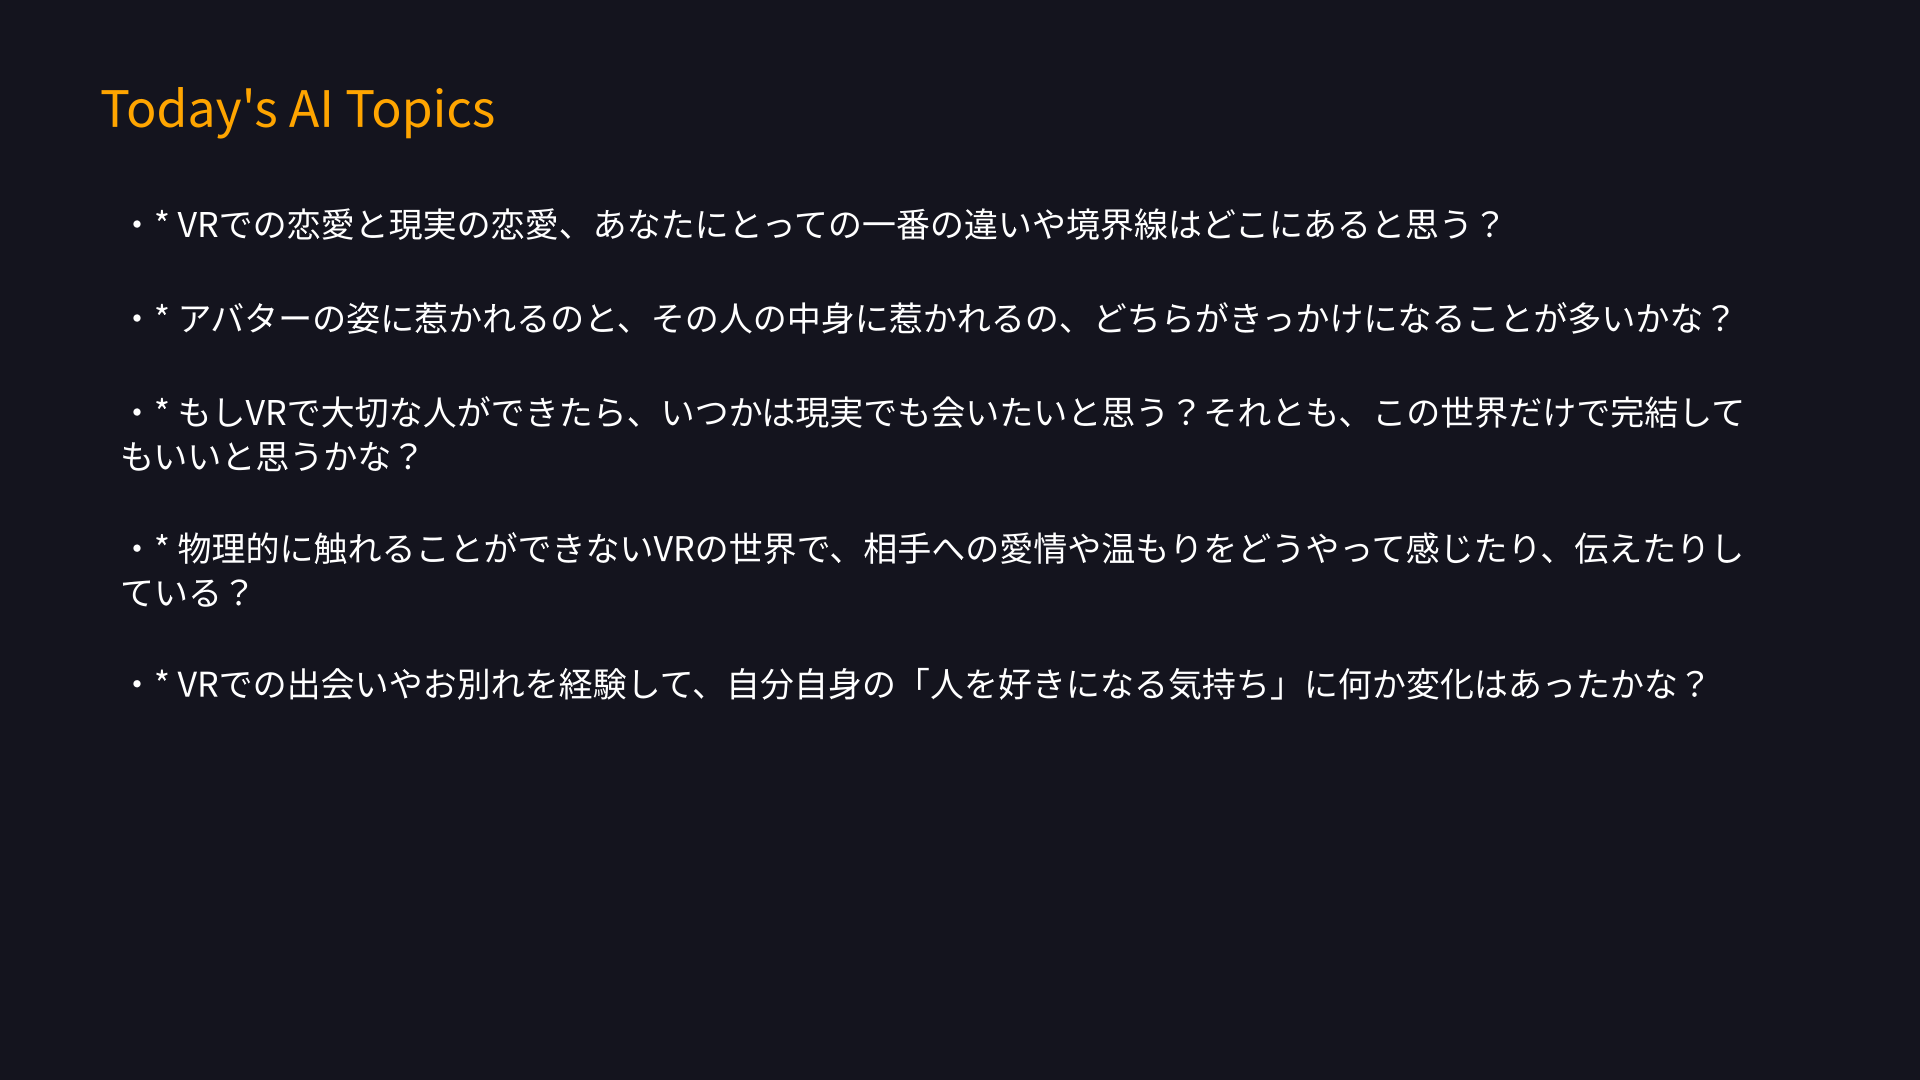 Today's AI Topics
・* VRでの恋愛と現実の恋愛、あなたにとっての一番の違いや境界線はどこにあると思う？
・* アバターの姿に惹かれるのと、その人の中身に惹かれるの、どちらがきっかけになることが多いかな？
・* もしVRで大切な人ができたら、いつかは現実でも会いたいと思う？それとも、この世界だけで完結して
もいいと思うかな？
・* 物理的に触れることができないVRの世界で、相手への愛情や温もりをどうやって感じたり、伝えたりし
ている？
・* VRでの出会いやお別れを経験して、自分自身の「人を好きになる気持ち」に何か変化はあったかな？